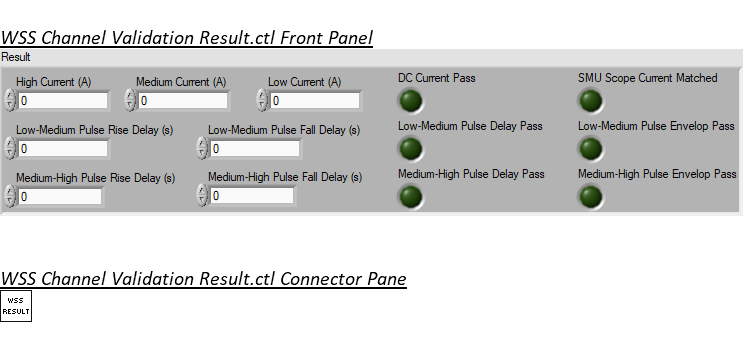 WSS Channel Validation Result.ctl Front Panel
Result
High Current (A) Medium Current (A) Low Current (A) DC Current Pass SMU Scope Current Matched
0 0 0
Low-Medium Pulse Rise Delay (s) Low-Medium Pulse Fall Delay (s) Low-Medium Pulse Delay Pass Low-Medium Pulse Envelop Pass
0 0
Medium-High Pulse Rise Delay (s) Medium-High Pulse Fall Delay (s) Medium-High Pulse Delay Pass Medium-High Pulse Envelop Pass
0 0
WSS Channel Validation Result.ctl Connector Pane
WSS
RESULT